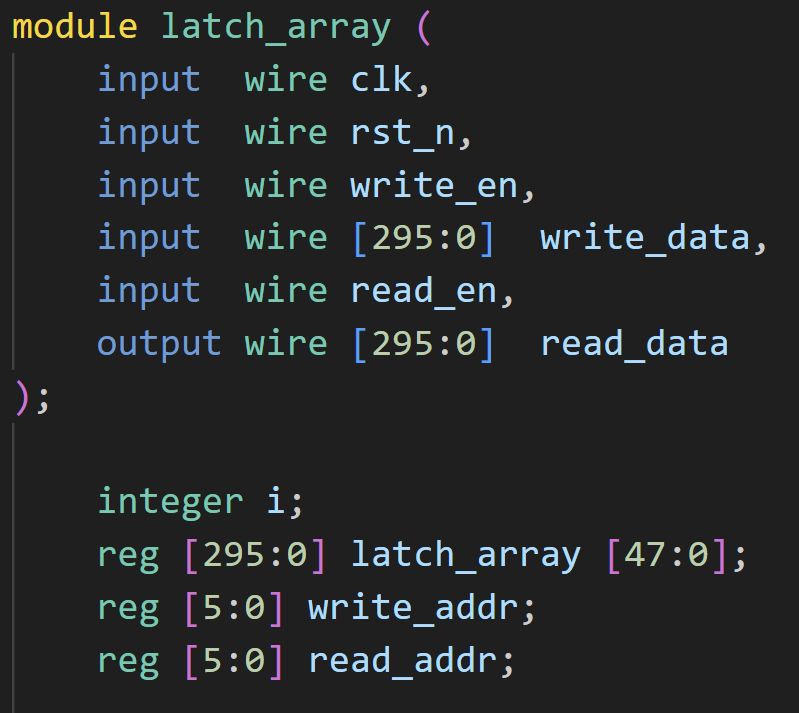 module latch_array (
    input  wire clk,
    input  wire rst_n,
    input  wire write_en,
    input  wire [295:0]  write_data,
    input  wire read_en,
    output wire [295:0]  read_data
);

    integer i;
    reg [295:0] latch_array [47:0];
    reg [5:0] write_addr;
    reg [5:0] read_addr;